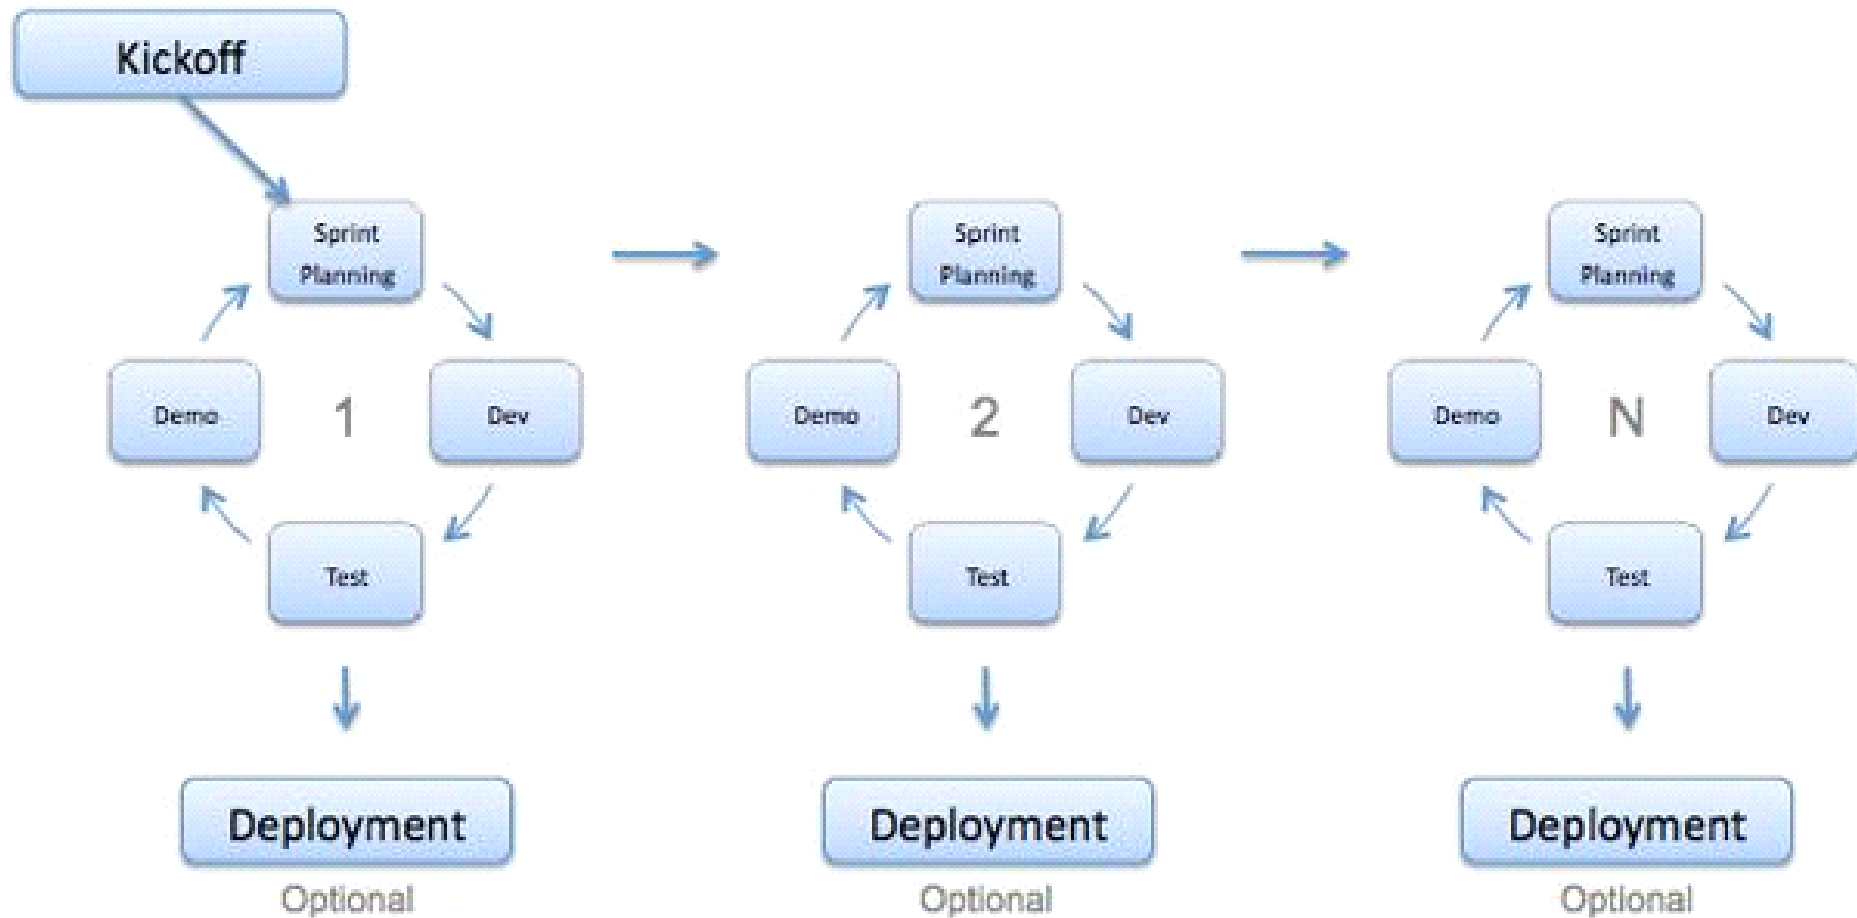 Kickoff
Sprint
Planning
Demo
1
Dev
Test
Deployment
Optional
Sprint
Planning
Demo
2
Dev
Test
Deployment
Optional
Sprint
Planning
Demo
N
Dev
Test
Deployment
Optional